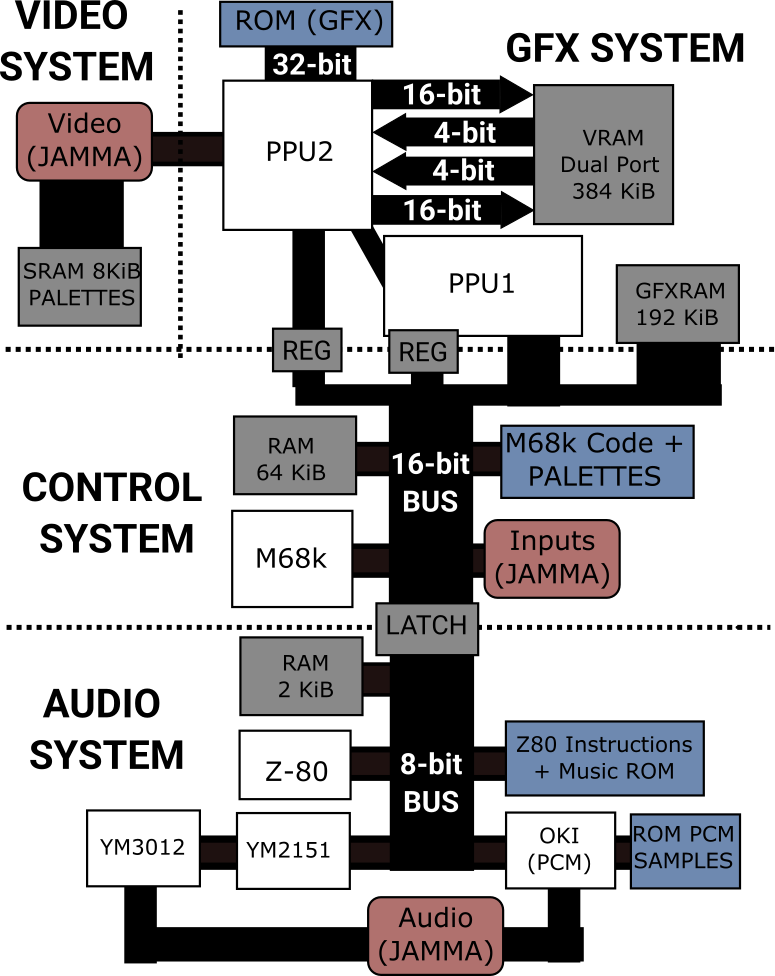 VIDEO
SYSTEM
ROM (GFX)
32-bit
GFX SYSTEM
Video
(JAMMA)
PPU2
16-bit
4-bit
4-bit
16-bit
VRAM
Dual Port
384 KiB
SRAM 8KiB
PALETTES
PPU1
GFXRAM
192 KiB
REG
REG
CONTROL
SYSTEM
RAM
64 KiB
16-bit
BUS
M68k Code +
PALETTES
M68k
Inputs
(JAMMA)
LATCH
AUDIO
SYSTEM
RAM
2 KiB
Z-80
8-bit
BUS
Z80 Instructions
+ Music ROM
YM3012
YM2151
OKI
(PCM)
ROM PCM
SAMPLES
Audio
(JAMMA)